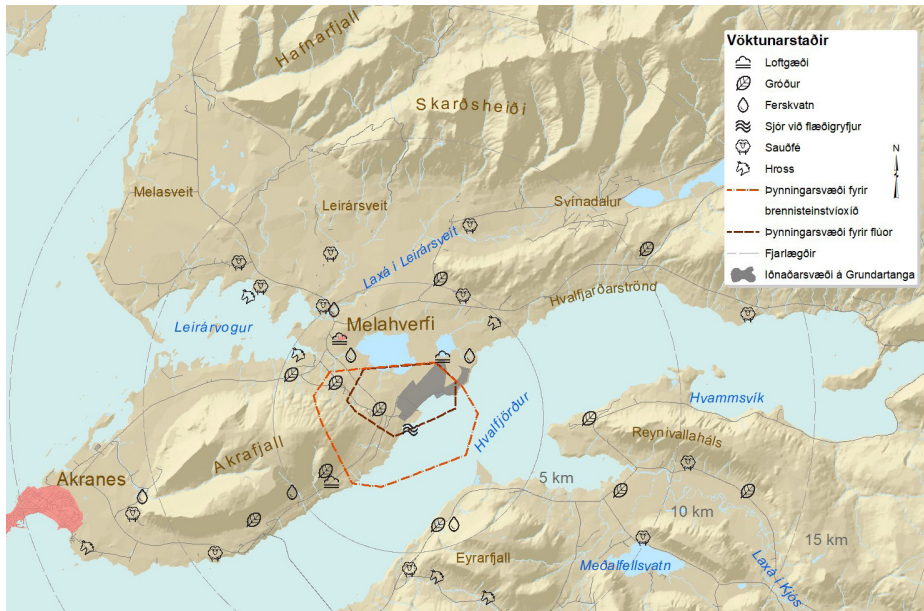 Hafnarfjall
Skarðsheiði
Melasveit
Leirársveit
Svínadalur
Laxá í Leirársveit
Hvalfjarðarströnd
Leirárvogur
Melahverfi
Hvammsvík
Hvalfjörður
Reynivallaháls
Akrafjall
Akranes
5 km
10 km
15 km
Eyrarfjall
Meðalfellsvatn
Laxá í Kjós
Vöktunarstaðir
Loftgæði
Gróður
Ferskvatn
Sjór við flæðigryfjur
Sauðfé
Hross
N
Þynningarsvæði fyrir
brennisteinstvíoxíð
Þynningarsvæði fyrir flúor
Fjarlægðir
Iðnaðarsvæði á Grundartanga